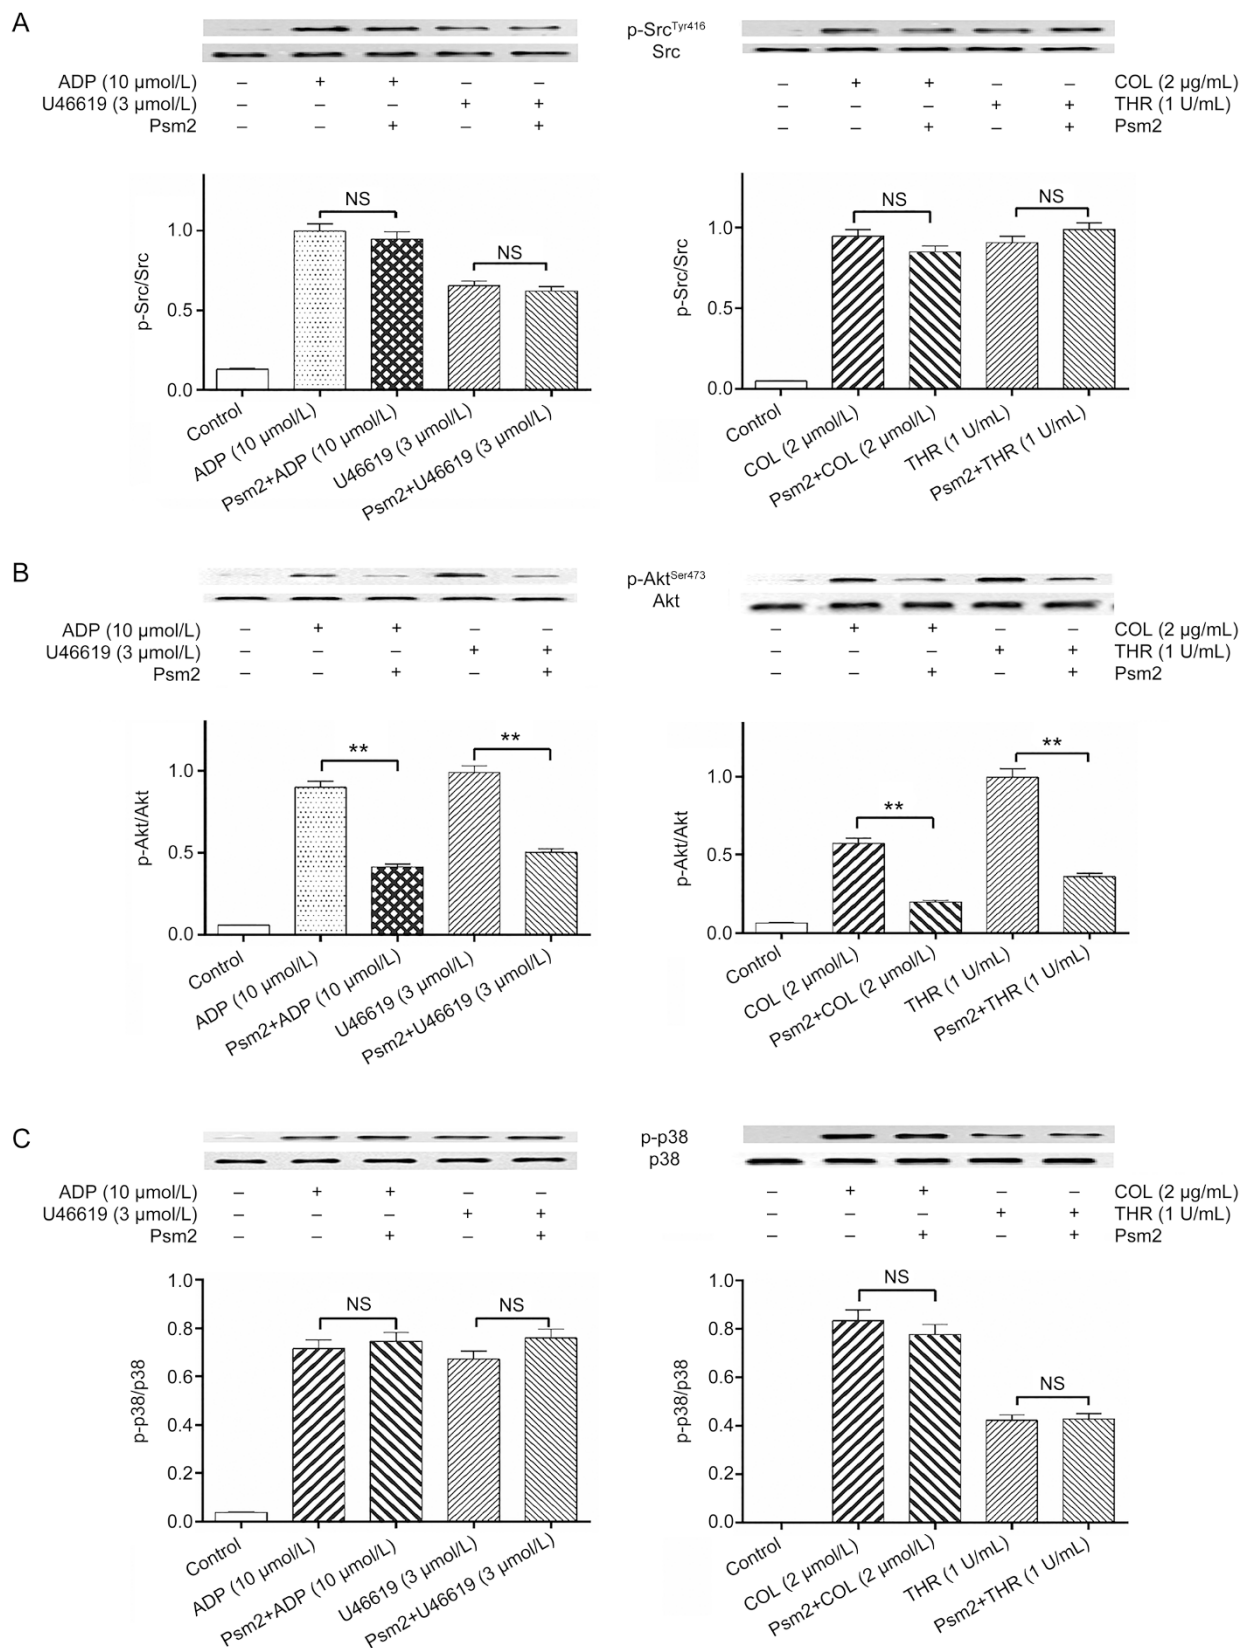 A
p-Src^Tyr416
Src
ADP (10 μmol/L) – + + – –
U46619 (3 μmol/L) – – – + +
Psm2 – – + – +
– + + – – COL (2 μg/mL)
– – – + + THR (1 U/mL)
– – + – + Psm2
p-Src/Src
1.0
0.5
0.0
NS
NS
Control
ADP (10 μmol/L)
Psm2+ADP (10 μmol/L)
U46619 (3 μmol/L)
Psm2+U46619 (3 μmol/L)
p-Src/Src
1.0
0.5
0.0
NS
NS
Control
COL (2 μmol/L)
Psm2+COL (2 μmol/L)
THR (1 U/mL)
Psm2+THR (1 U/mL)
B
p-Akt^Ser473
Akt
ADP (10 μmol/L) – + + – –
U46619 (3 μmol/L) – – – + +
Psm2 – – + – +
– + + – – COL (2 μg/mL)
– – – + + THR (1 U/mL)
– – + – + Psm2
p-Akt/Akt
1.0
0.5
0.0
**
**
Control
ADP (10 μmol/L)
Psm2+ADP (10 μmol/L)
U46619 (3 μmol/L)
Psm2+U46619 (3 μmol/L)
p-Akt/Akt
1.0
0.5
0.0
**
**
Control
COL (2 μmol/L)
Psm2+COL (2 μmol/L)
THR (1 U/mL)
Psm2+THR (1 U/mL)
C
p-p38
p38
ADP (10 μmol/L) – + + – –
U46619 (3 μmol/L) – – – + +
Psm2 – – + – +
– + + – – COL (2 μg/mL)
– – – + + THR (1 U/mL)
– – + – + Psm2
p-p38/p38
1.0
0.8
0.6
0.4
0.2
0.0
NS
NS
Control
ADP (10 μmol/L)
Psm2+ADP (10 μmol/L)
U46619 (3 μmol/L)
Psm2+U46619 (3 μmol/L)
p-p38/p38
1.0
0.8
0.6
0.4
0.2
0.0
NS
NS
Control
COL (2 μmol/L)
Psm2+COL (2 μmol/L)
THR (1 U/mL)
Psm2+THR (1 U/mL)